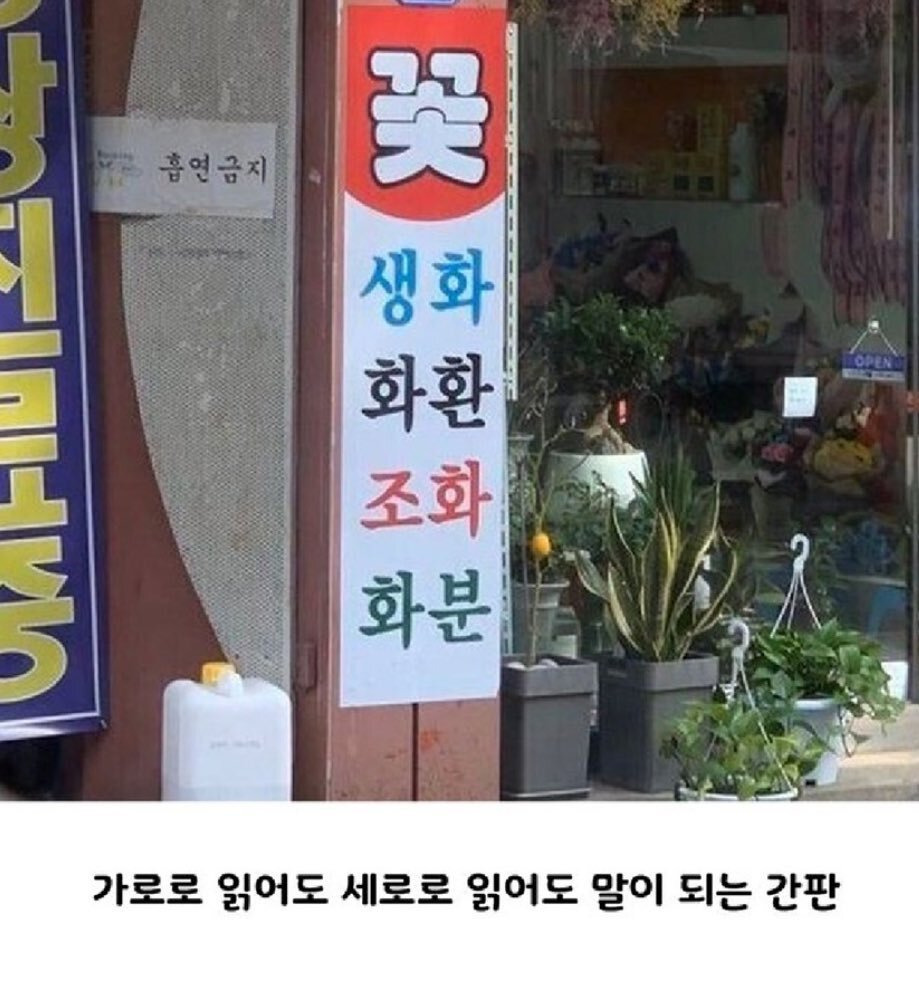 꽃
생화
화환
조화
화분
흡연금지
OPEN
가로로 읽어도 세로로 읽어도 말이 되는 간판